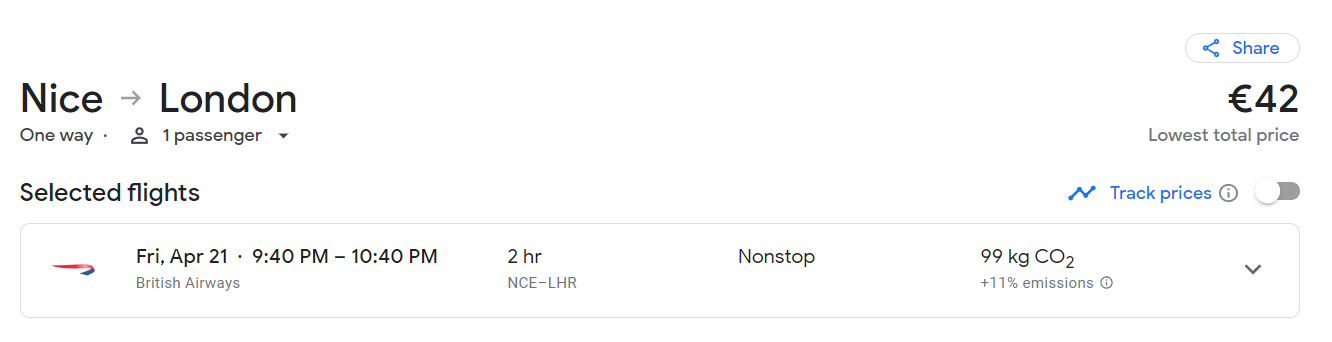 Share
Nice → London
€42
One way · 1 passenger
Lowest total price
Selected flights
Track prices
Fri, Apr 21 · 9:40 PM – 10:40 PM
2 hr
Nonstop
99 kg CO₂
British Airways
NCE–LHR
+11% emissions